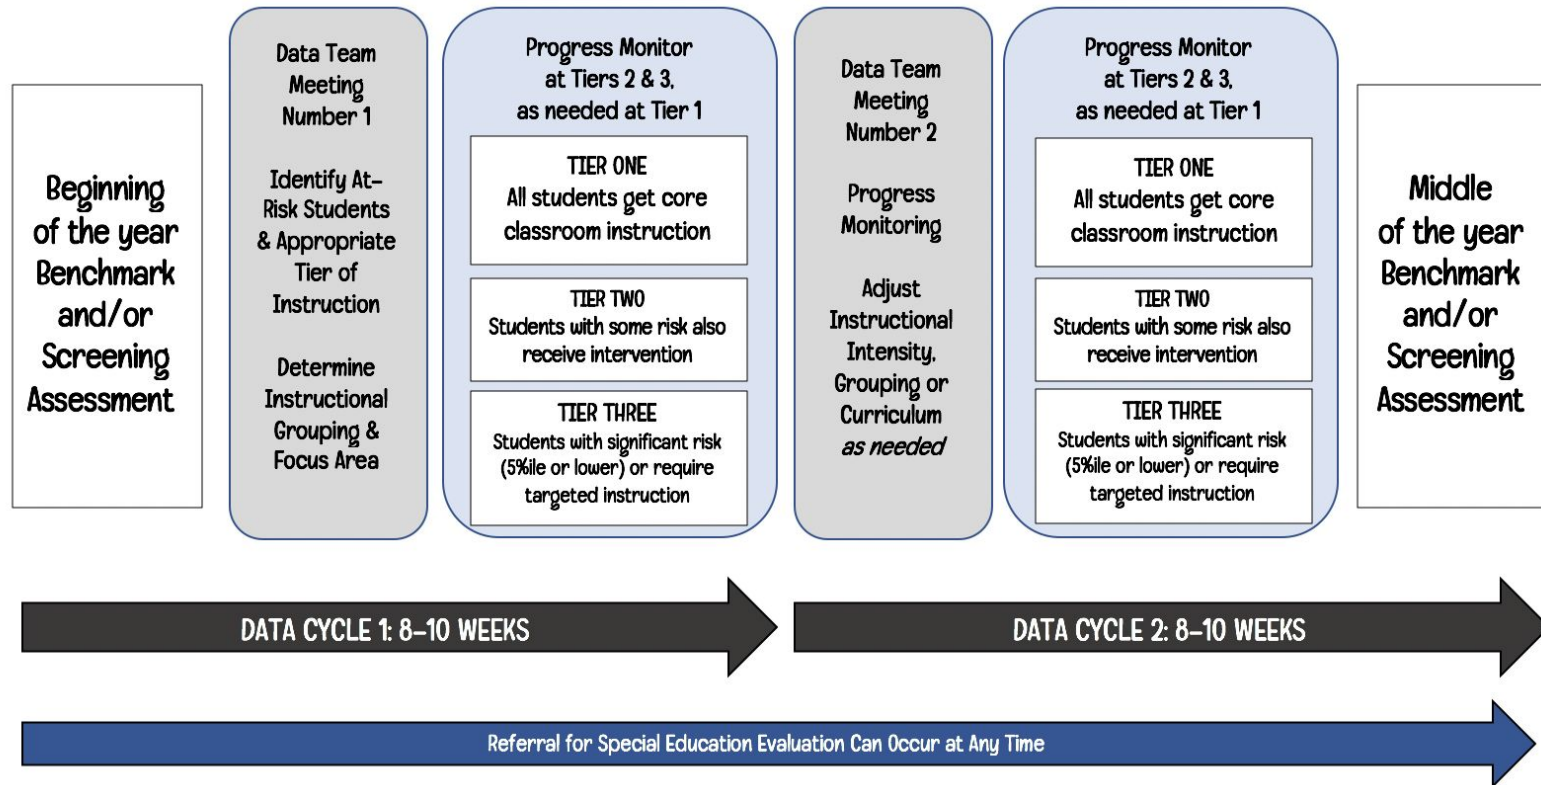 Beginning
of the year
Benchmark
and/or
Screening
Assessment
Data Team
Meeting
Number 1
Identify At-
Risk Students
& Appropriate
Tier of
Instruction
Determine
Instructional
Grouping &
Focus Area
Progress Monitor
at Tiers 2 & 3,
as needed at Tier 1
TIER ONE
All students get core
classroom instruction
TIER TWO
Students with some risk also
receive intervention
TIER THREE
Students with significant risk
(5%ile or lower) or require
targeted instruction
Data Team
Meeting
Number 2
Progress
Monitoring
Adjust
Instructional
Intensity,
Grouping or
Curriculum
as needed
Progress Monitor
at Tiers 2 & 3,
as needed at Tier 1
TIER ONE
All students get core
classroom instruction
TIER TWO
Students with some risk also
receive intervention
TIER THREE
Students with significant risk
(5%ile or lower) or require
targeted instruction
Middle
of the year
Benchmark
and/or
Screening
Assessment
DATA CYCLE 1: 8-10 WEEKS
DATA CYCLE 2: 8-10 WEEKS
Referral for Special Education Evaluation Can Occur at Any Time